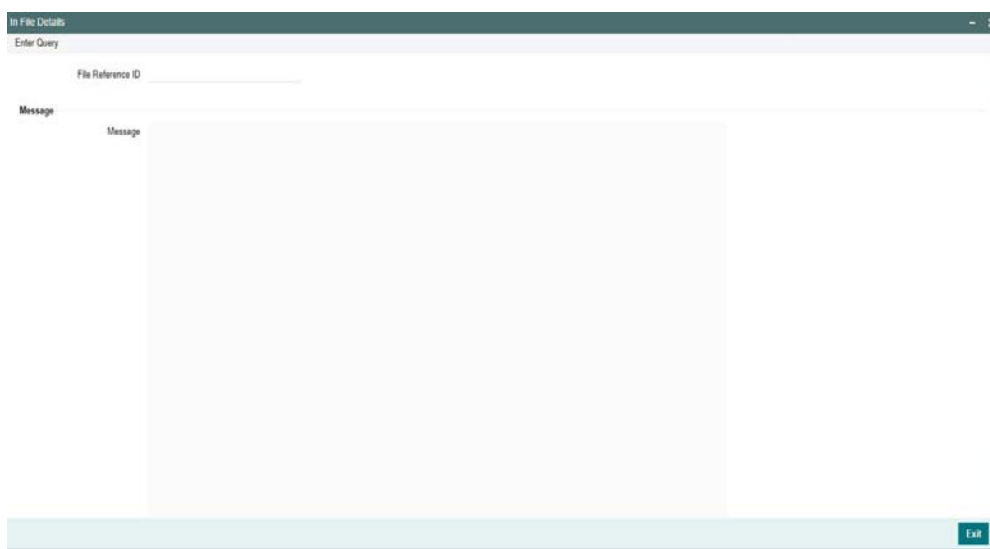 In File Details
Enter Query
File Reference ID
Message
Message
Exit